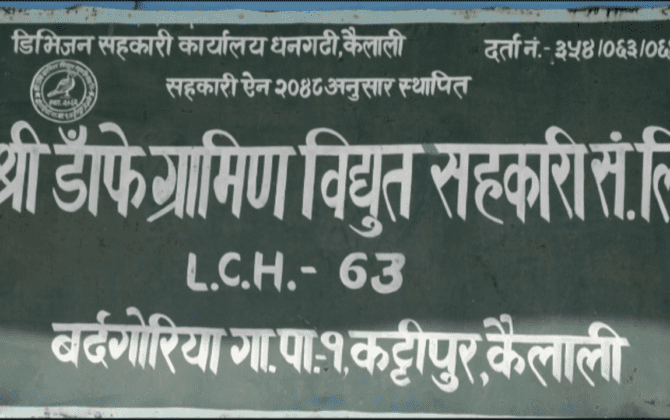 डिभिजन सहकारी कार्यालय धनगढी,कैलाली
दर्ता नं.-३५४/०६३/०६
सहकारी ऐन २०४८ अनुसार स्थापित
श्री डाँफे ग्रामिण विद्युत सहकारी सं.लि
L.C.H.- 63
बर्दगोरिया गा.पा.-१,कट्टीपुर,कैलाली